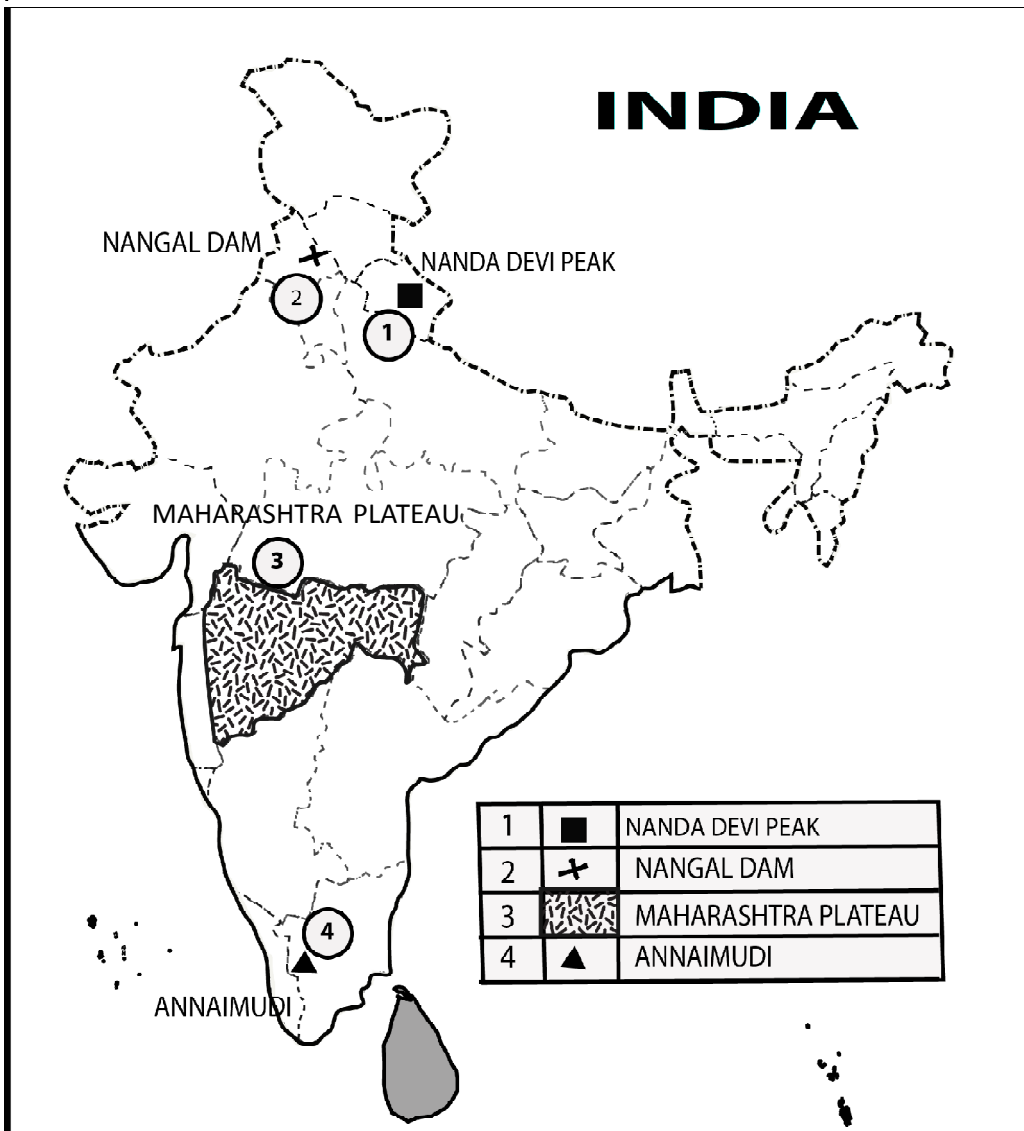 INDIA
NANGAL DAM
NANDA DEVI PEAK
2
1
MAHARASHTRA PLATEAU
3
4
ANNAIMUDI
1 NANDA DEVI PEAK
2 NANGAL DAM
3 MAHARASHTRA PLATEAU
4 ANNAIMUDI